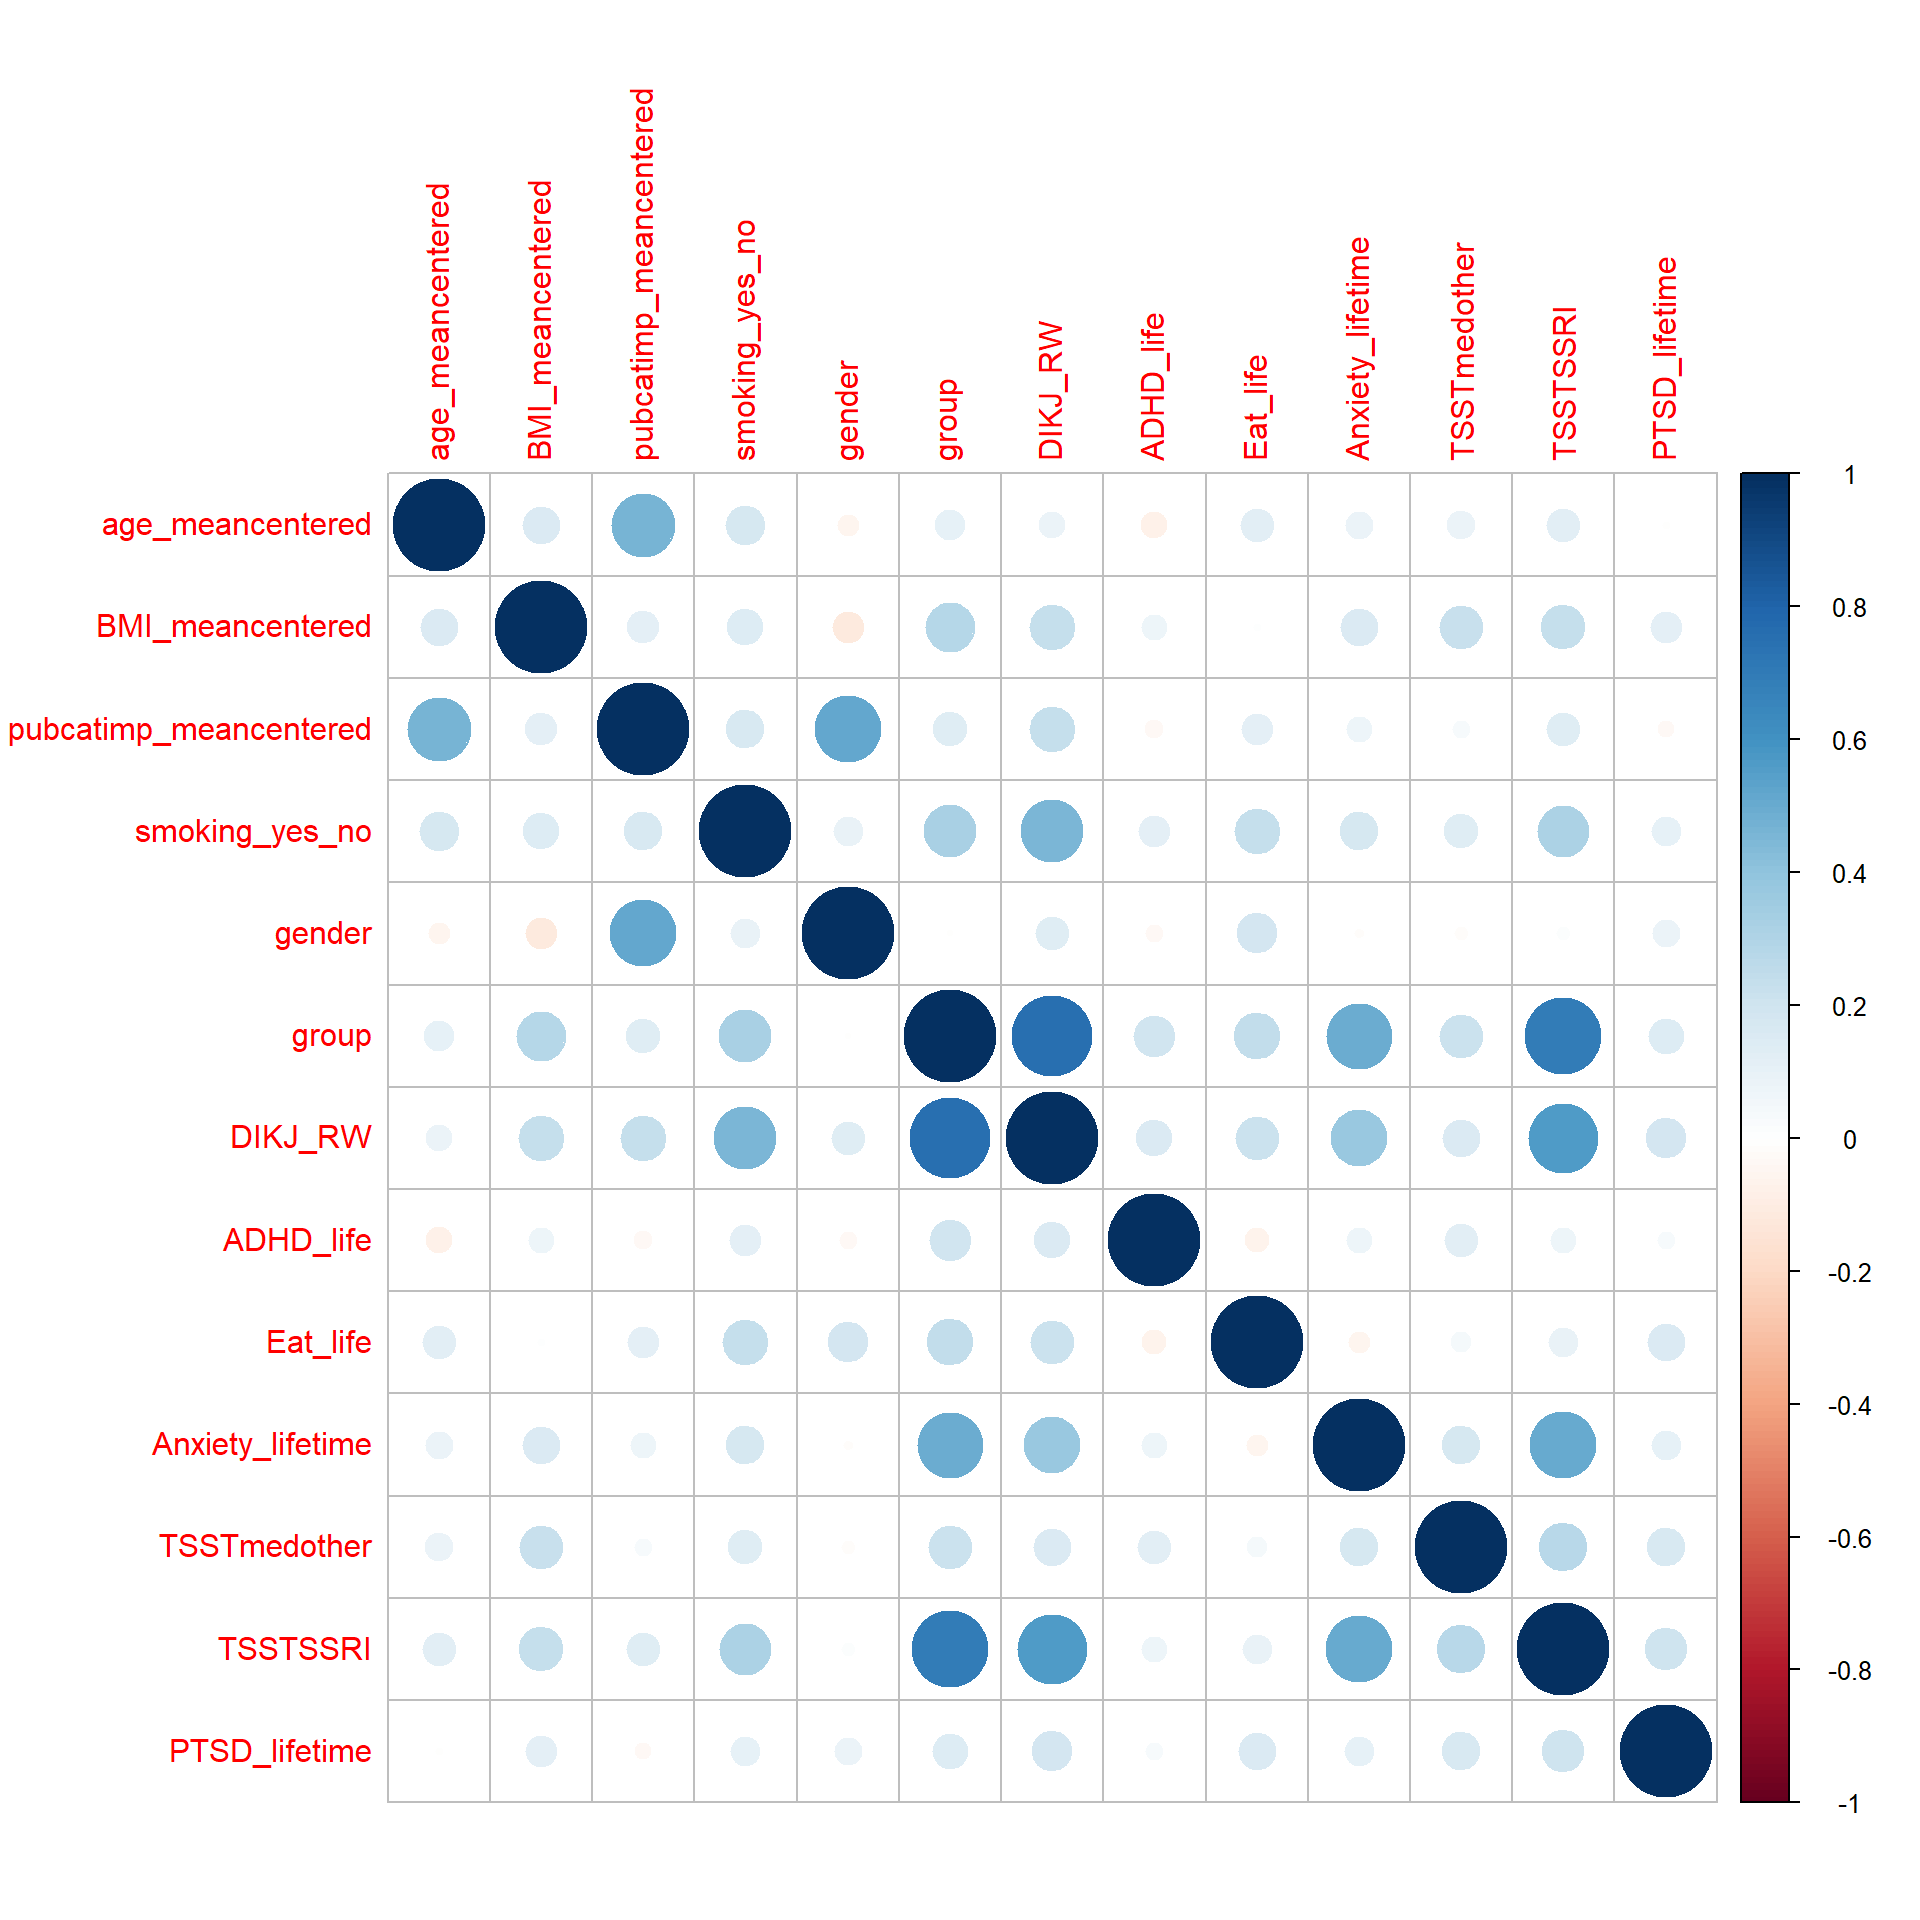 age_meancentered
BMI_meancentered
pubcatimp_meancentered
smoking_yes_no
gender
group
DIKJ_RW
ADHD_life
Eat_life
Anxiety_lifetime
TSSTmedother
TSSTSSRI
PTSD_lifetime
age_meancentered
BMI_meancentered
pubcatimp_meancentered
smoking_yes_no
gender
group
DIKJ_RW
ADHD_life
Eat_life
Anxiety_lifetime
TSSTmedother
TSSTSSRI
PTSD_lifetime
1
0.8
0.6
0.4
0.2
0
-0.2
-0.4
-0.6
-0.8
-1